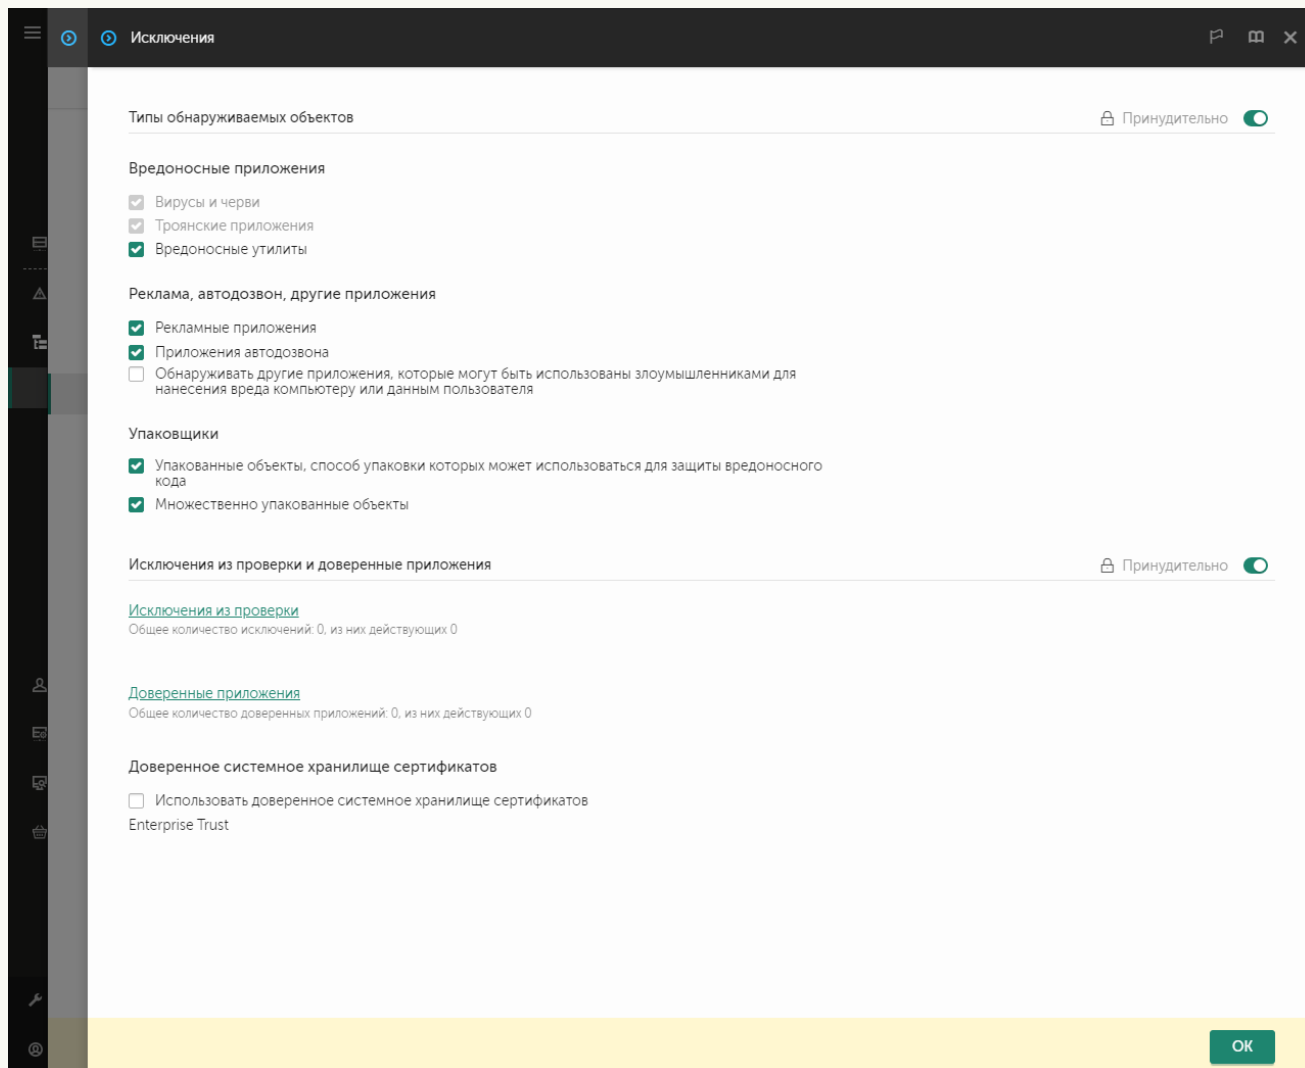 Исключения
Типы обнаруживаемых объектов
Принудительно
Вредоносные приложения
Вирусы и черви
Троянские приложения
Вредоносные утилиты
Реклама, автодозвон, другие приложения
Рекламные приложения
Приложения автодозвона
Обнаруживать другие приложения, которые могут быть использованы злоумышленниками для
нанесения вреда компьютеру или данным пользователя
Упаковщики
Упакованные объекты, способ упаковки которых может использоваться для защиты вредоносного
кода
Множественно упакованные объекты
Исключения из проверки и доверенные приложения
Принудительно
Исключения из проверки
Общее количество исключений: 0, из них действующих 0
Доверенные приложения
Общее количество доверенных приложений: 0, из них действующих 0
Доверенное системное хранилище сертификатов
Использовать доверенное системное хранилище сертификатов
Enterprise Trust
ОК